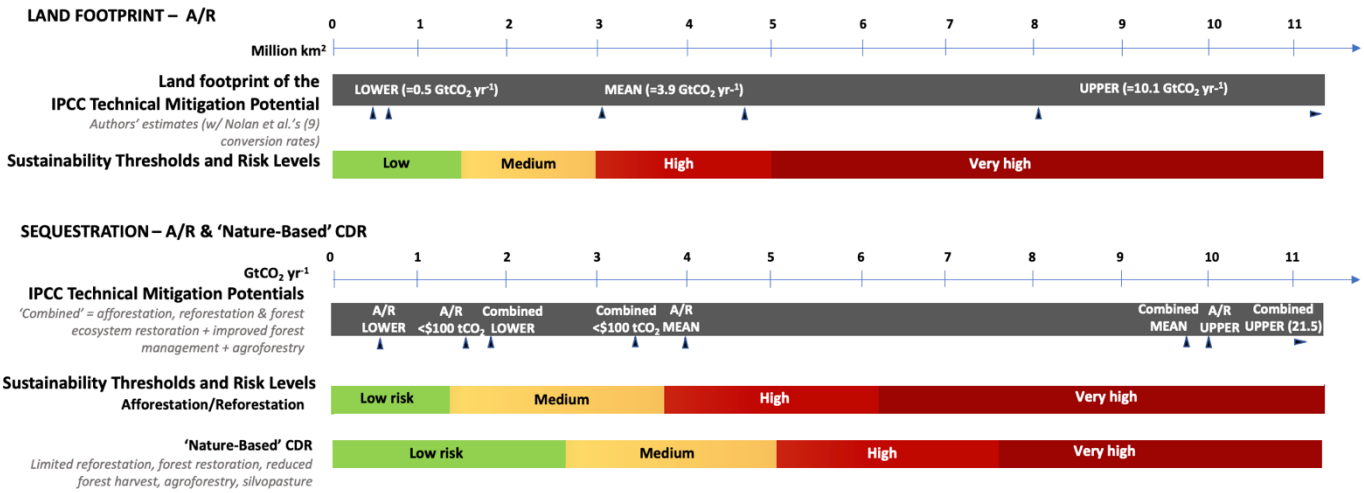 LAND FOOTPRINT – A/R
0 1 2 3 4 5 6 7 8 9 10 11
Million km²
Land footprint of the
IPCC Technical Mitigation Potential
Authors' estimates (w/ Nolan et al.'s (9)
conversion rates)
LOWER (=0.5 GtCO₂ yr⁻¹) MEAN (=3.9 GtCO₂ yr-¹) UPPER (=10.1 GtCO₂ yr-¹)
Sustainability Thresholds and Risk Levels
Low Medium High Very high
SEQUESTRATION – A/R & 'Nature-Based' CDR
0 1 2 3 4 5 6 7 8 9 10 11
GtCO₂ yr⁻¹
IPCC Technical Mitigation Potentials
'Combined' = afforestation, reforestation & forest
ecosystem restoration + improved forest
management + agroforestry
A/R A/R Combined Combined A/R Combined A/R Combined
LOWER <$100 tCO₂ LOWER <$100 tCO₂ MEAN MEAN UPPER UPPER (21.5)
Sustainability Thresholds and Risk Levels
Afforestation/Reforestation
Low risk Medium High Very high
'Nature-Based' CDR
Limited reforestation, forest restoration, reduced
forest harvest, agroforestry, silvopasture
Low risk Medium High Very high